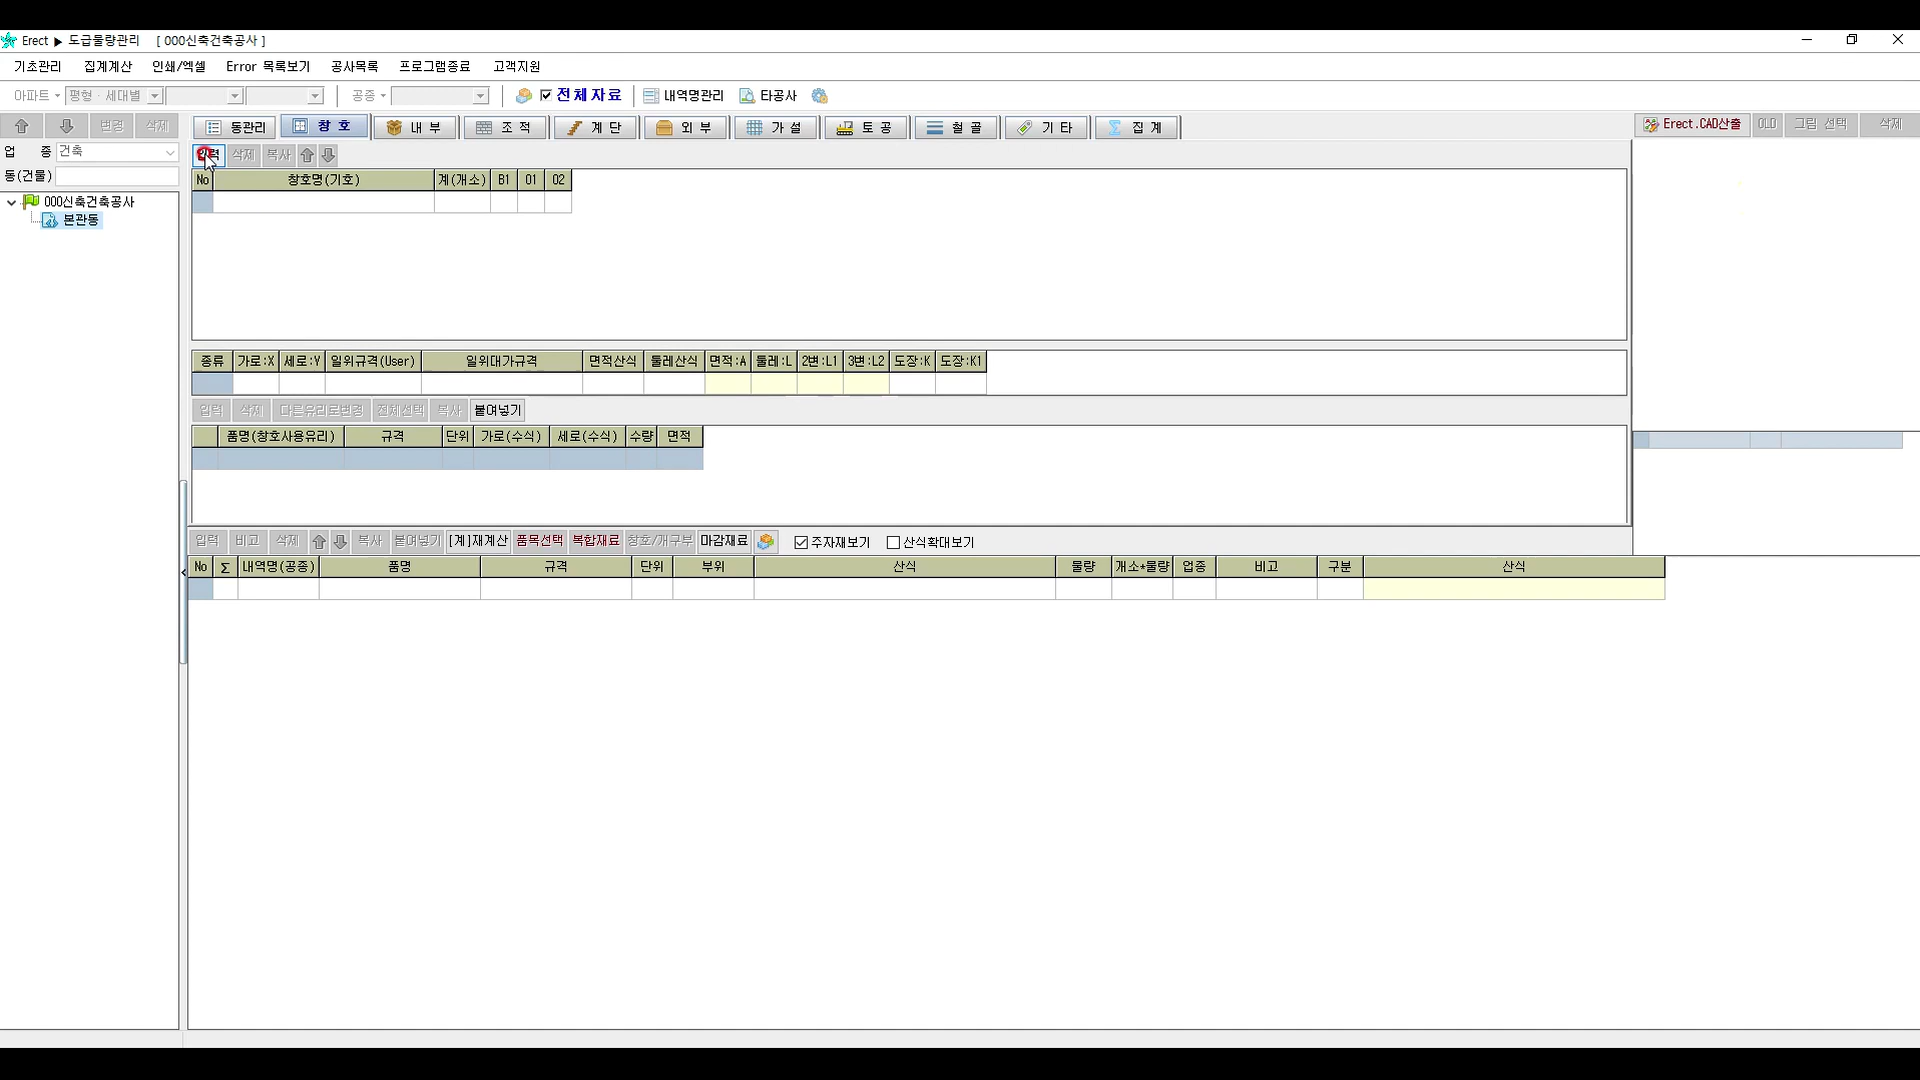 Erect ▶ 도급물량관리 [ 000신축건축공사 ]
기초관리 집계계산 인쇄/엑셀 Error 목록보기 공사목록 프로그램종료 고객지원
아파트 평형ㆍ세대별 공종 전체자료 내역명관리 타공사
변경 삭제 동관리 창 호 내 부 조 적 계 단 외 부 가 설 토 공 철 골 기 타 집 계 Erect.CAD산출 OLD 그림 선택 삭제
업 종 건축 입력 삭제 복사
동(건물) No 창호명(기호) 계(개소) B1 01 02
000신축건축공사
본관동
종류 가로:X 세로:Y 일위규격(User) 일위대가규격 면적산식 둘레산식 면적:A 둘레:L 2변:L1 3변:L2 도장:K 도장:K1
입력 삭제 다른유리로변경 전체선택 복사 붙여넣기
품명(창호사용유리) 규격 단위 가로(수식) 세로(수식) 수량 면적
입력 비고 삭제 복사 붙여넣기 [계]재계산 품목선택 복합재료 창호/개구부 마감재료 주자재보기 산식확대보기
No Σ 내역명(공종) 품명 규격 단위 부위 산식 물량 개소*물량 업종 비고 구분 산식